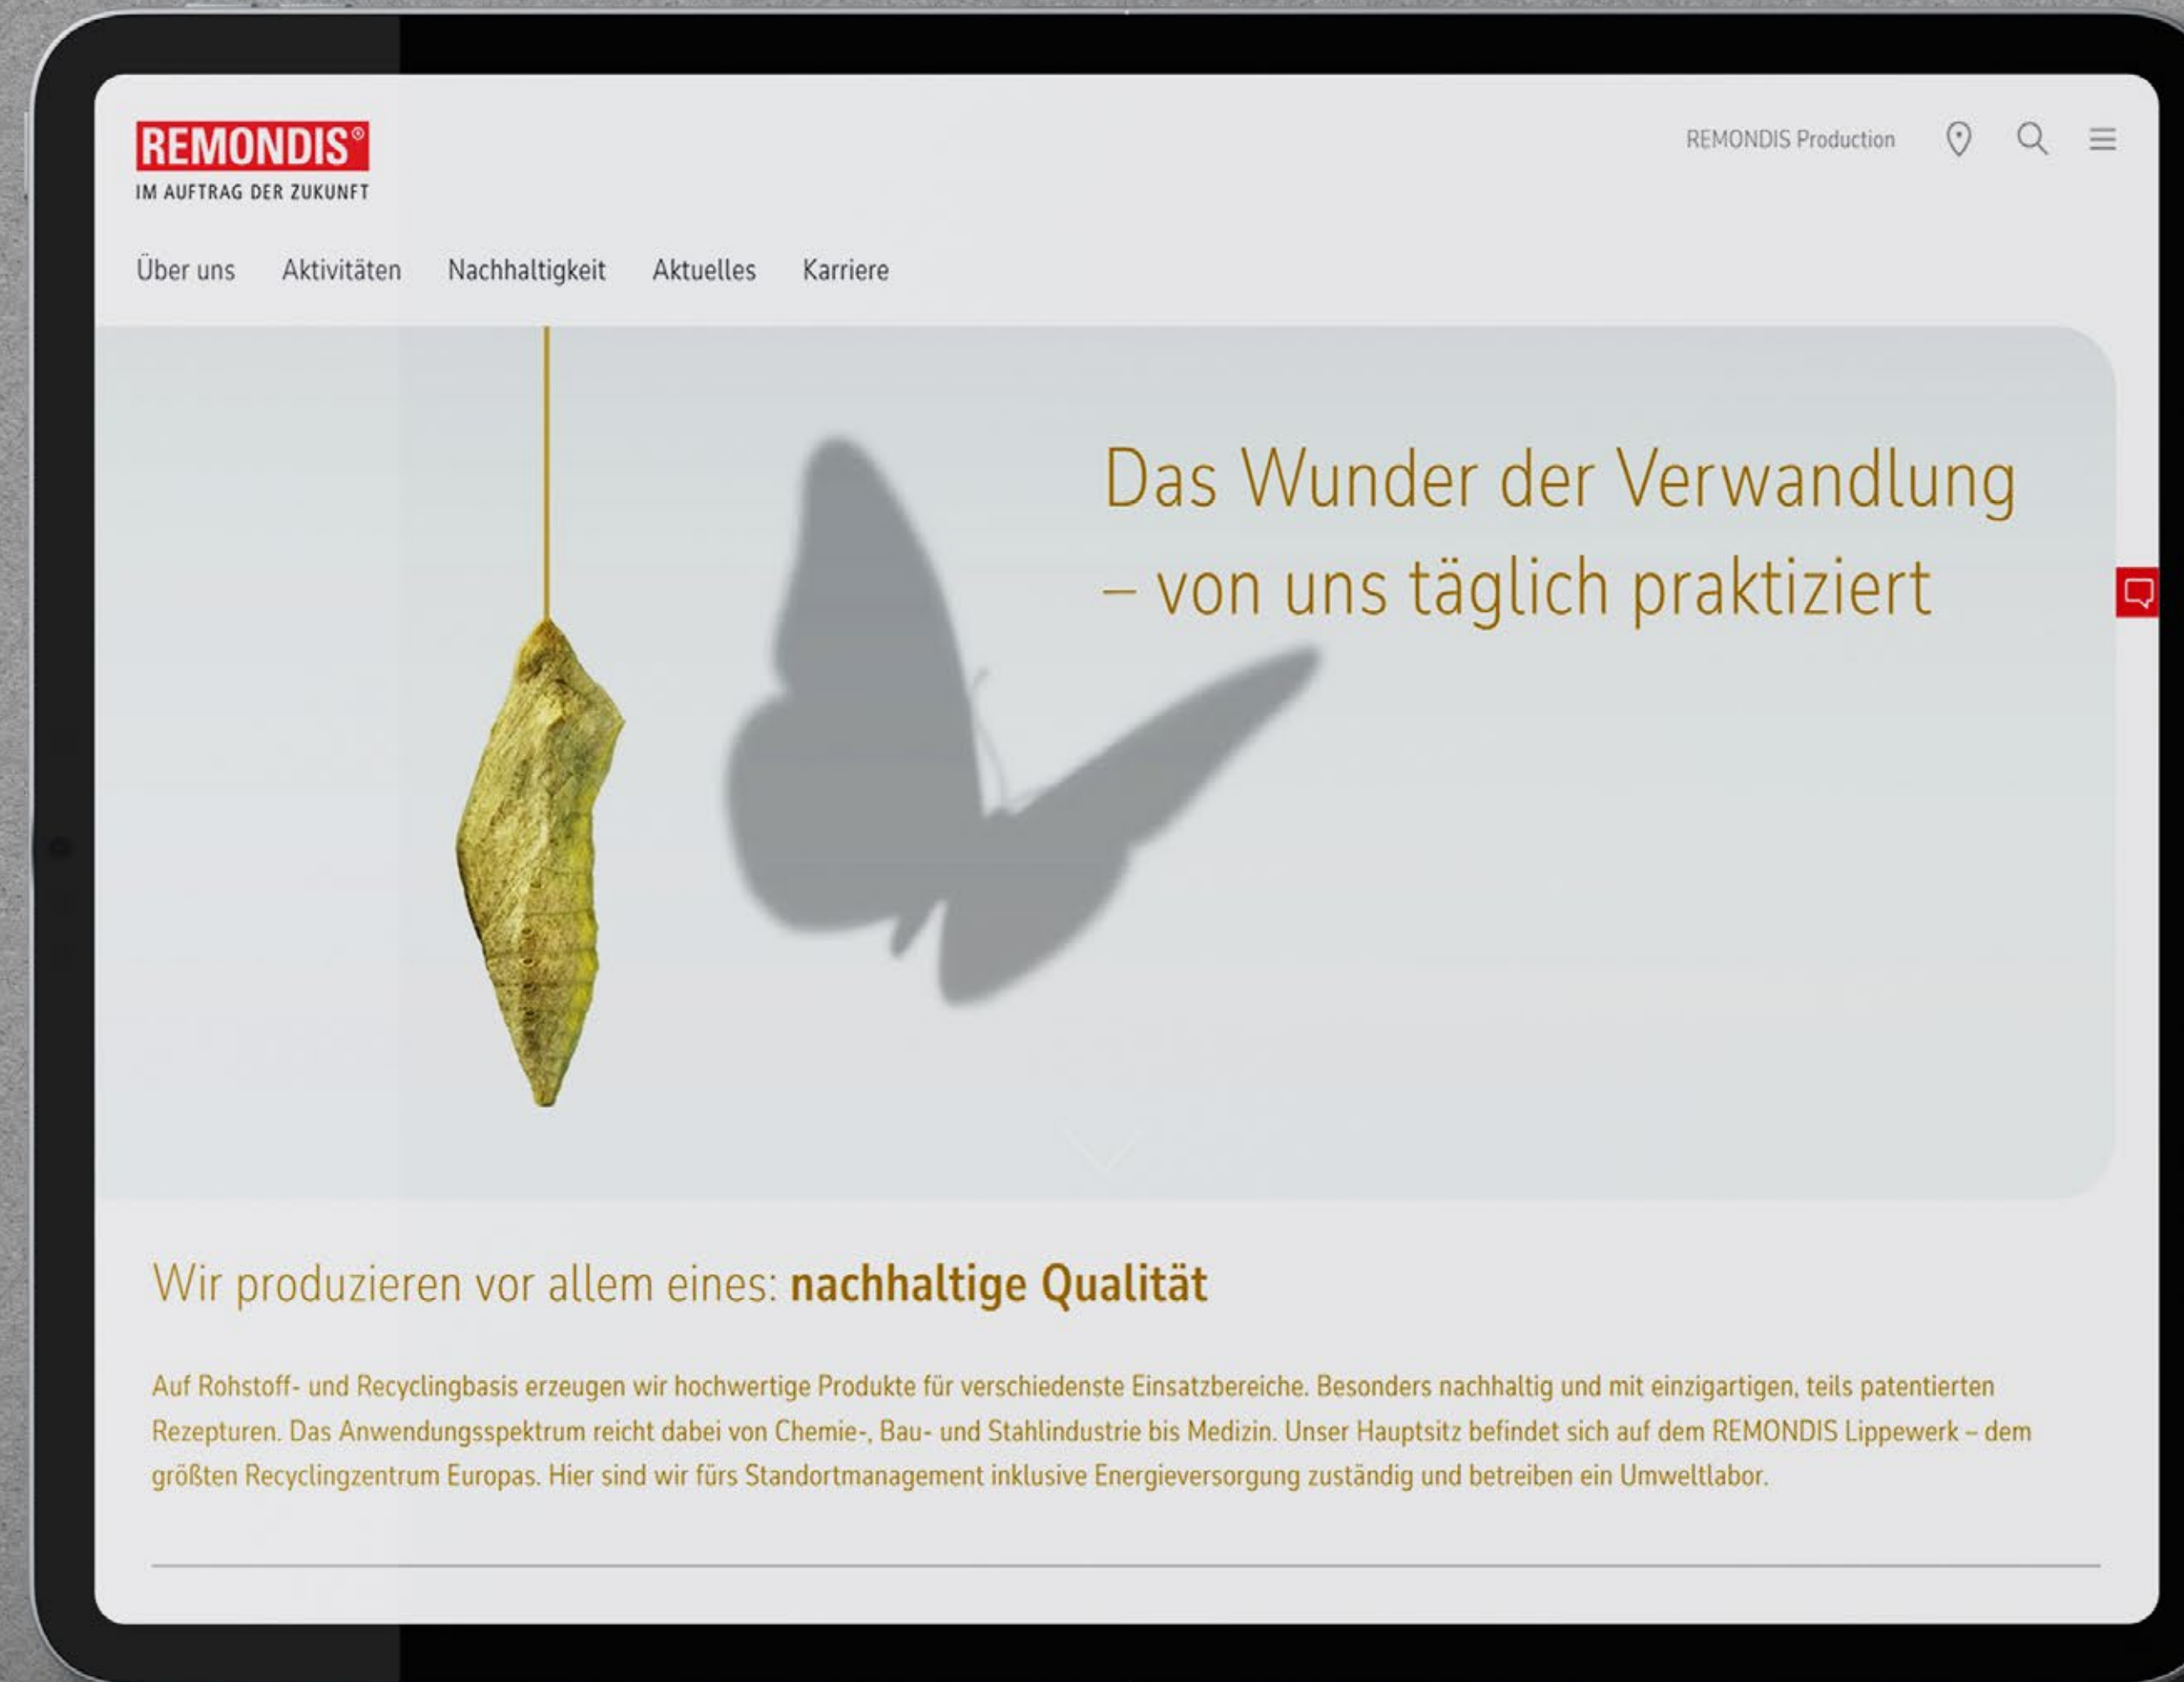 REMONDIS®
IM AUFTRAG DER ZUKUNFT
REMONDIS Production
Über uns Aktivitäten Nachhaltigkeit Aktuelles Karriere
Das Wunder der Verwandlung
– von uns täglich praktiziert
Wir produzieren vor allem eines: nachhaltige Qualität
Auf Rohstoff- und Recyclingbasis erzeugen wir hochwertige Produkte für verschiedenste Einsatzbereiche. Besonders nachhaltig und mit einzigartigen, teils patentierten
Rezepturen. Das Anwendungsspektrum reicht dabei von Chemie-, Bau- und Stahlindustrie bis Medizin. Unser Hauptsitz befindet sich auf dem REMONDIS Lippewerk – dem
größten Recyclingzentrum Europas. Hier sind wir fürs Standortmanagement inklusive Energieversorgung zuständig und betreiben ein Umweltlabor.